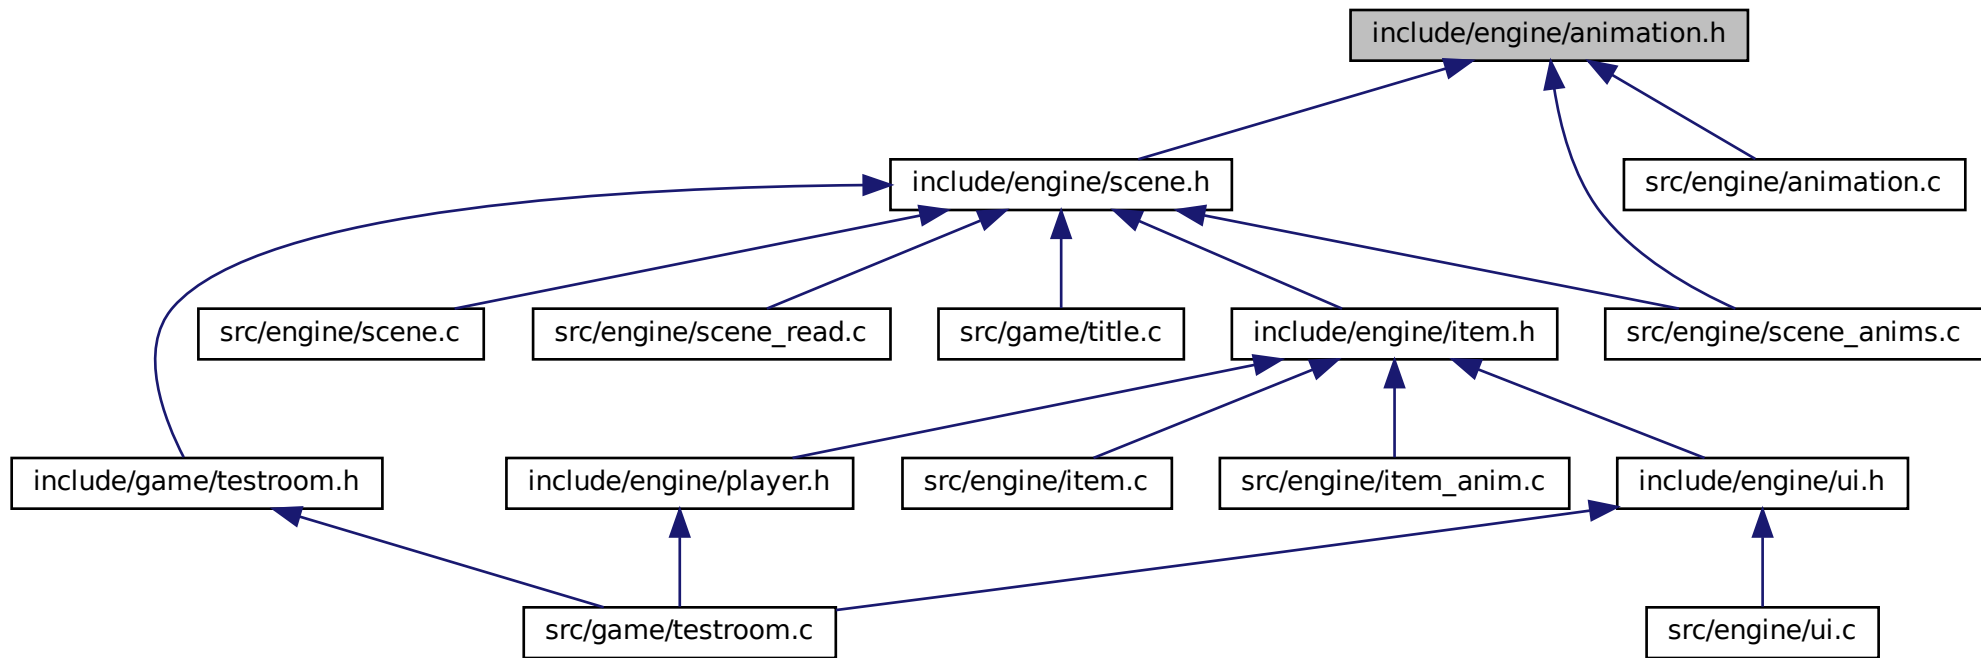 include/engine/animation.h
include/engine/scene.h
src/engine/animation.c
src/engine/scene.c
src/engine/scene_read.c
src/game/title.c
include/engine/item.h
src/engine/scene_anims.c
include/game/testroom.h
include/engine/player.h
src/engine/item.c
src/engine/item_anim.c
include/engine/ui.h
src/game/testroom.c
src/engine/ui.c